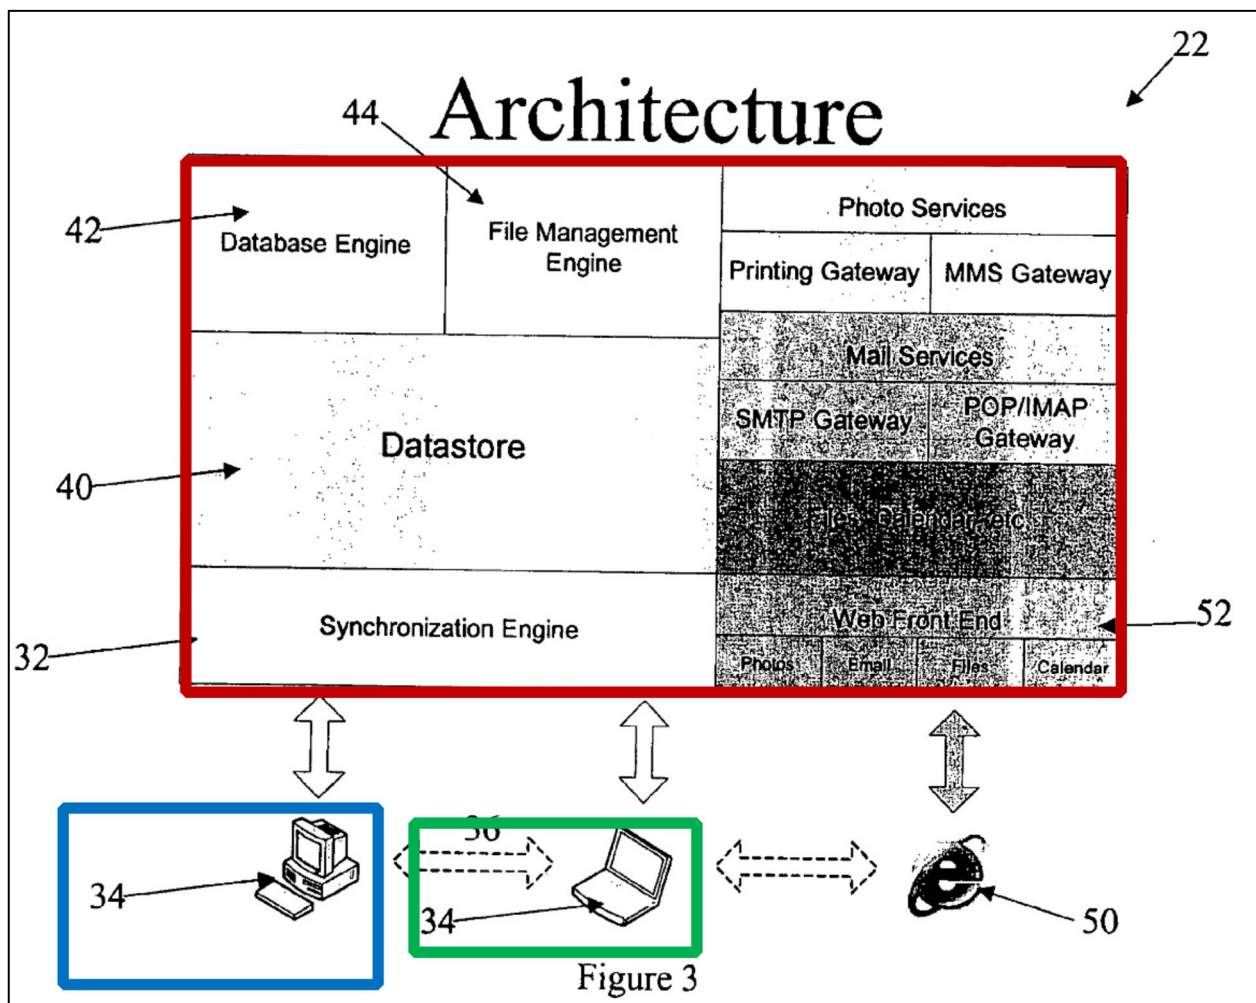 22
Architecture
44
42
Database Engine
File Management
Engine
Photo Services
Printing Gateway
MMS Gateway
Mail Services
SMTP Gateway
POP/IMAP
Gateway
Datastore
40
Files, Calendar, etc
Synchronization Engine
32
Web Front End
52
Photos
Email
Files
Calendar
36
34
34
50
Figure 3